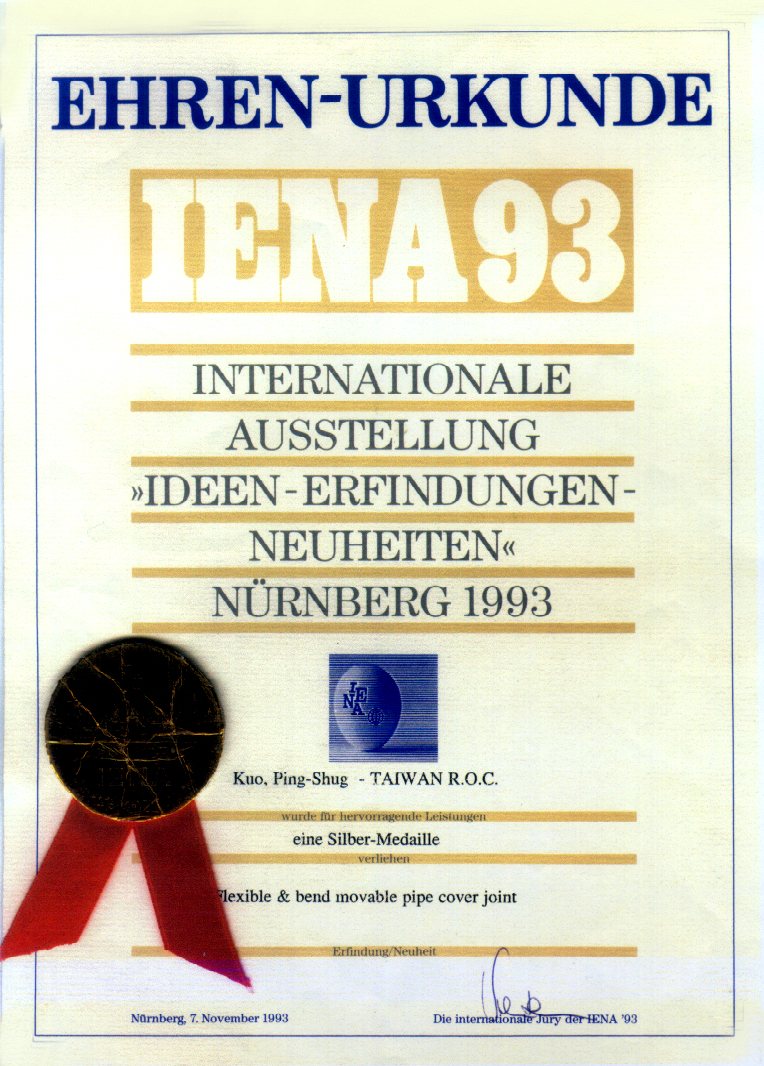 EHREN-URKUNDE
IENA 93
INTERNATIONALE
AUSSTELLUNG
»IDEEN-ERFINDUNGEN-
NEUHEITEN«
NÜRNBERG 1993
IENA
Kuo, Ping-Shug - TAIWAN R.O.C.
wurde für hervorragende Leistungen
eine Silber-Medaille
verliehen
Flexible & bend movable pipe cover joint
Erfindung/Neuheit
Nürnberg, 7. November 1993
Die internationale Jury der IENA '93